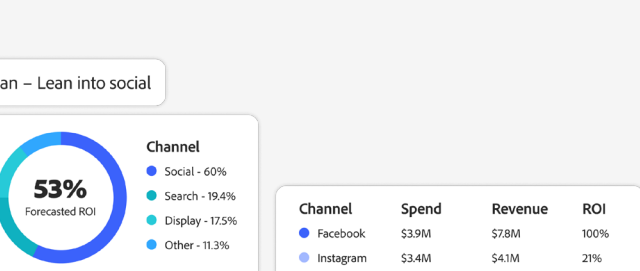 an – Lean into social
53%
Forecasted ROI
Channel
Social - 60%
Search - 19.4%
Display - 17.5%
Other - 11.3%
Channel Spend Revenue ROI
Facebook $3.9M $7.8M 100%
Instagram $3.4M $4.1M 21%